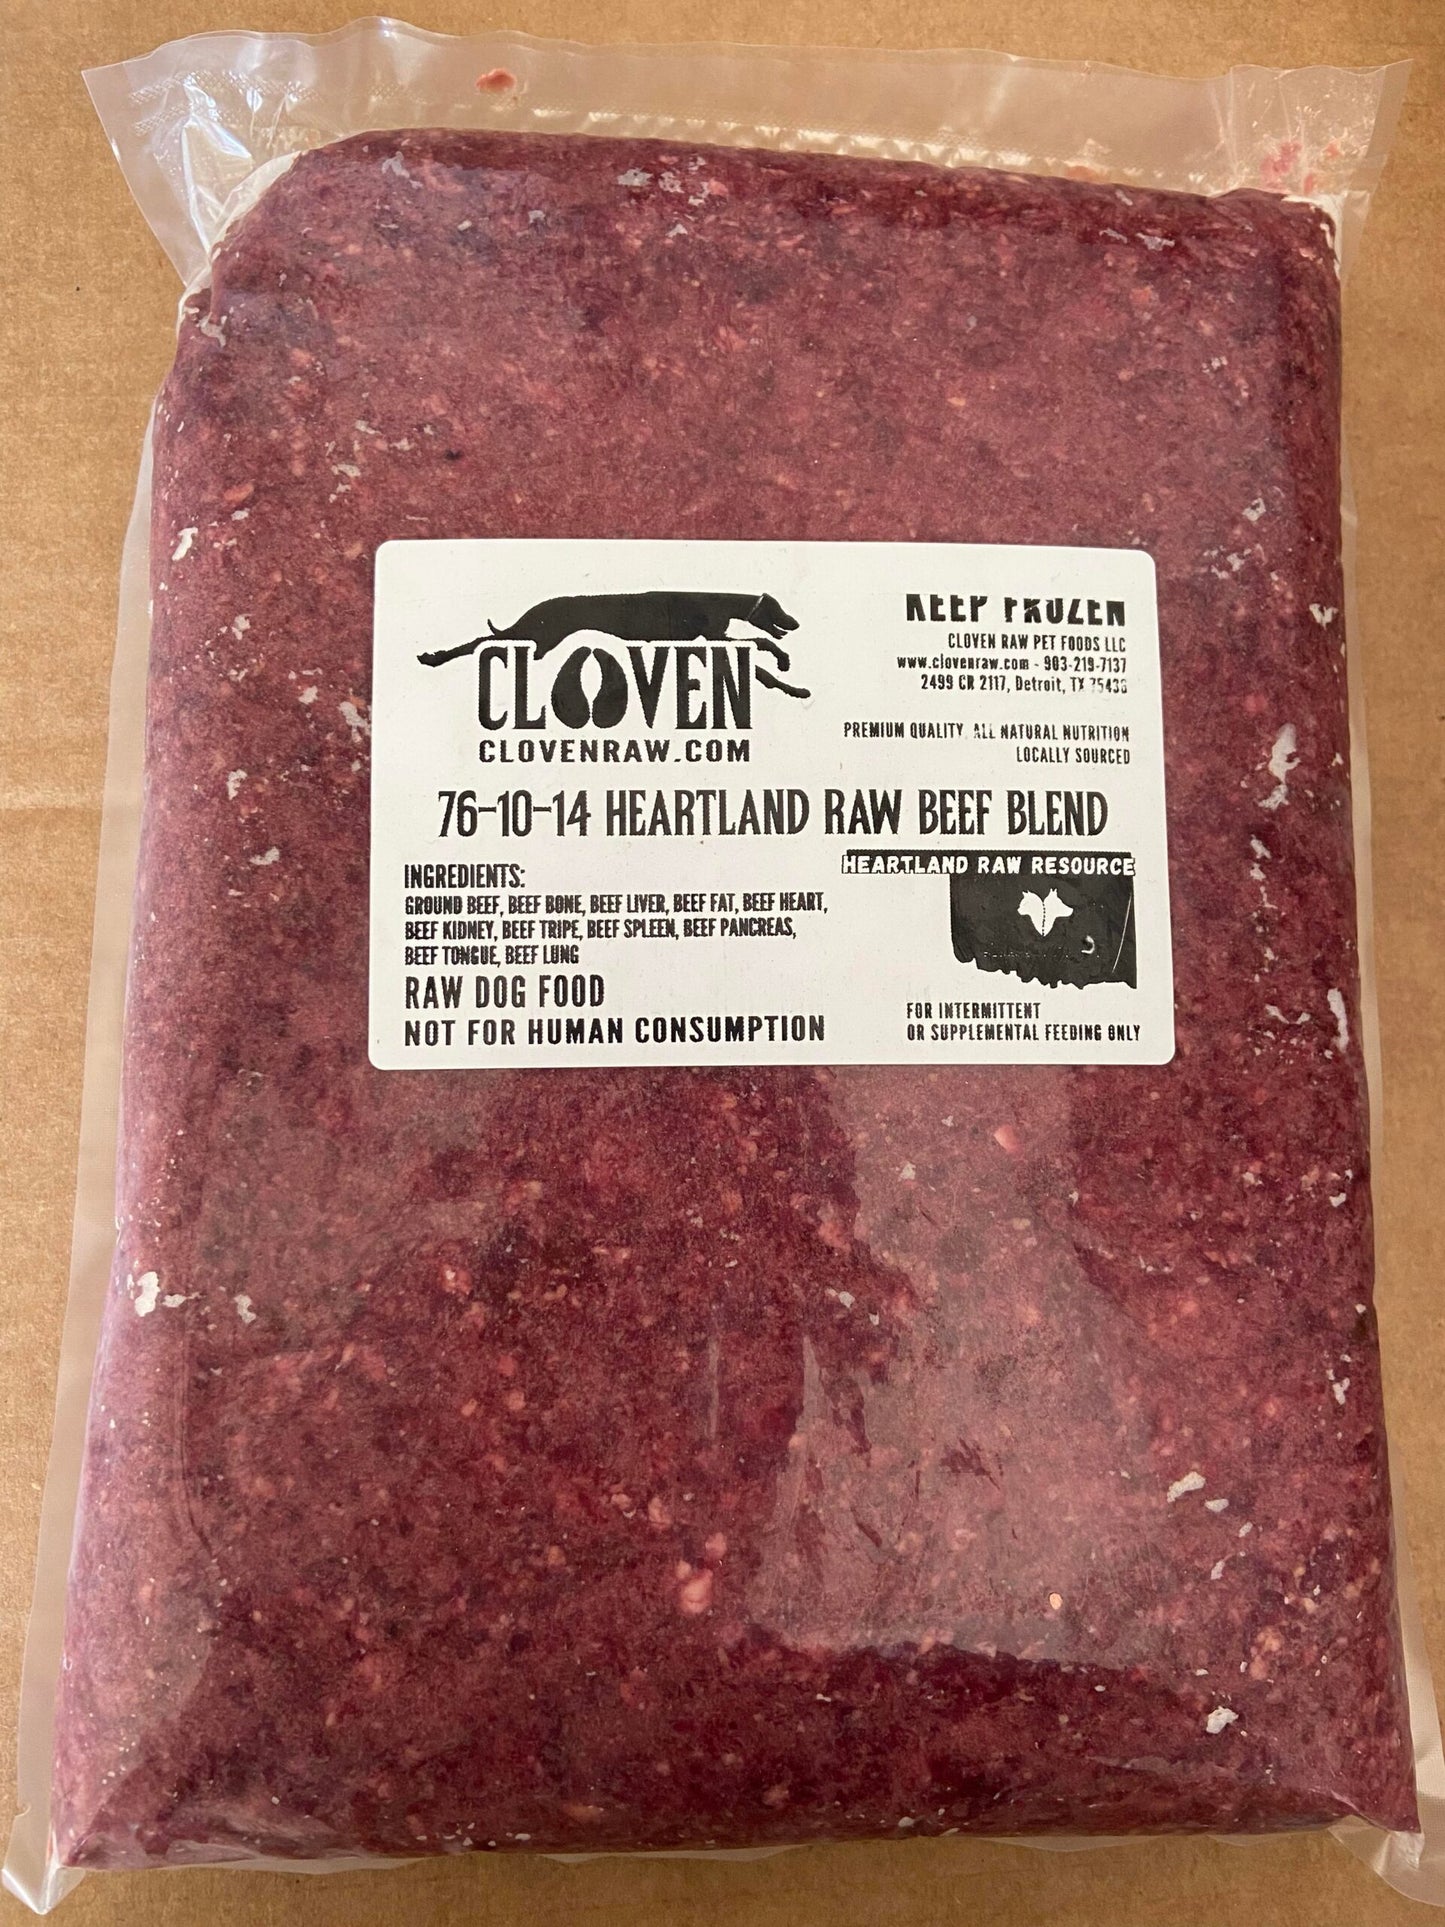 CLOVEN
CLOVENRAW.COM
KEEP FROZEN
CLOVEN RAW PET FOODS LLC
www.clovenraw.com - 903-219-7137
2499 CR 2117, Detroit, TX 75436
PREMIUM QUALITY, ALL NATURAL NUTRITION
LOCALLY SOURCED
76-10-14 HEARTLAND RAW BEEF BLEND
INGREDIENTS:
GROUND BEEF, BEEF BONE, BEEF LIVER, BEEF FAT, BEEF HEART,
BEEF KIDNEY, BEEF TRIPE, BEEF SPLEEN, BEEF PANCREAS,
BEEF TONGUE, BEEF LUNG
RAW DOG FOOD
NOT FOR HUMAN CONSUMPTION
HEARTLAND RAW RESOURCE
FOR INTERMITTENT
OR SUPPLEMENTAL FEEDING ONLY